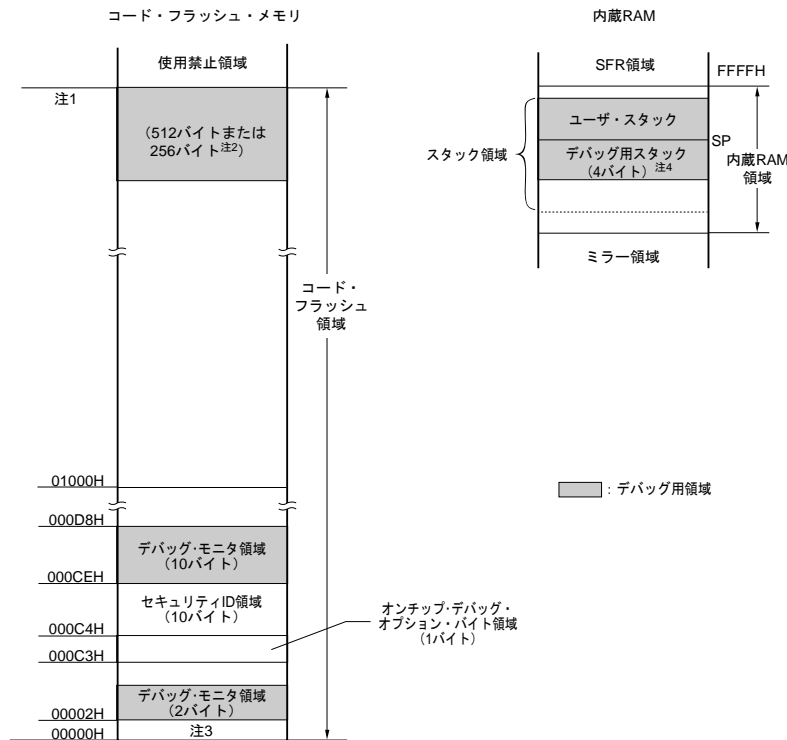 コード・フラッシュ・メモリ
使用禁止領域
注1
（512バイトまたは
256バイト注2）
コード・
フラッシュ
領域
01000H
000D8H
デバッグ・モニタ領域
（10バイト）
000CEH
セキュリティID領域
（10バイト）
000C4H
オンチップ・デバッグ・
オプション・バイト領域
（1バイト）
000C3H
デバッグ・モニタ領域
（2バイト）
00002H
注3
00000H
内蔵RAM
SFR領域
FFFFFH
ユーザ・スタック
SP
スタック領域
デバッグ用スタック
（4バイト）注4
内蔵RAM
領域
ミラー領域
：デバッグ用領域